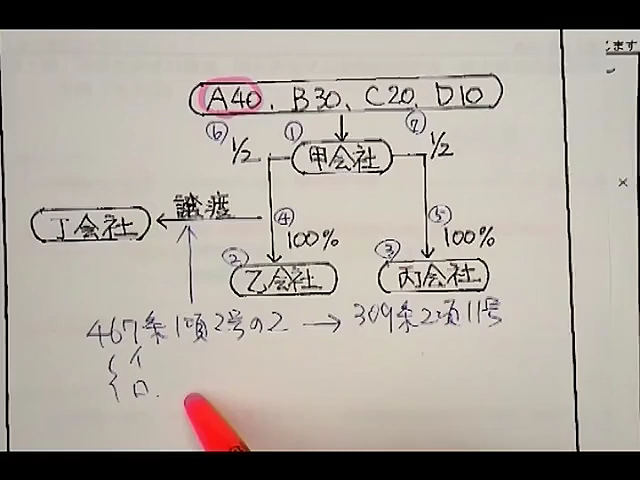 A40、B30、C20、D10
⑥ ① ⑦
1/2 甲会社 1/2
丁会社 譲渡 ④ 100% ⑤ 100%
② 乙会社 ③ 丙会社
467条1項2号の2 → 309条2項11号
イ
ロ.
ます